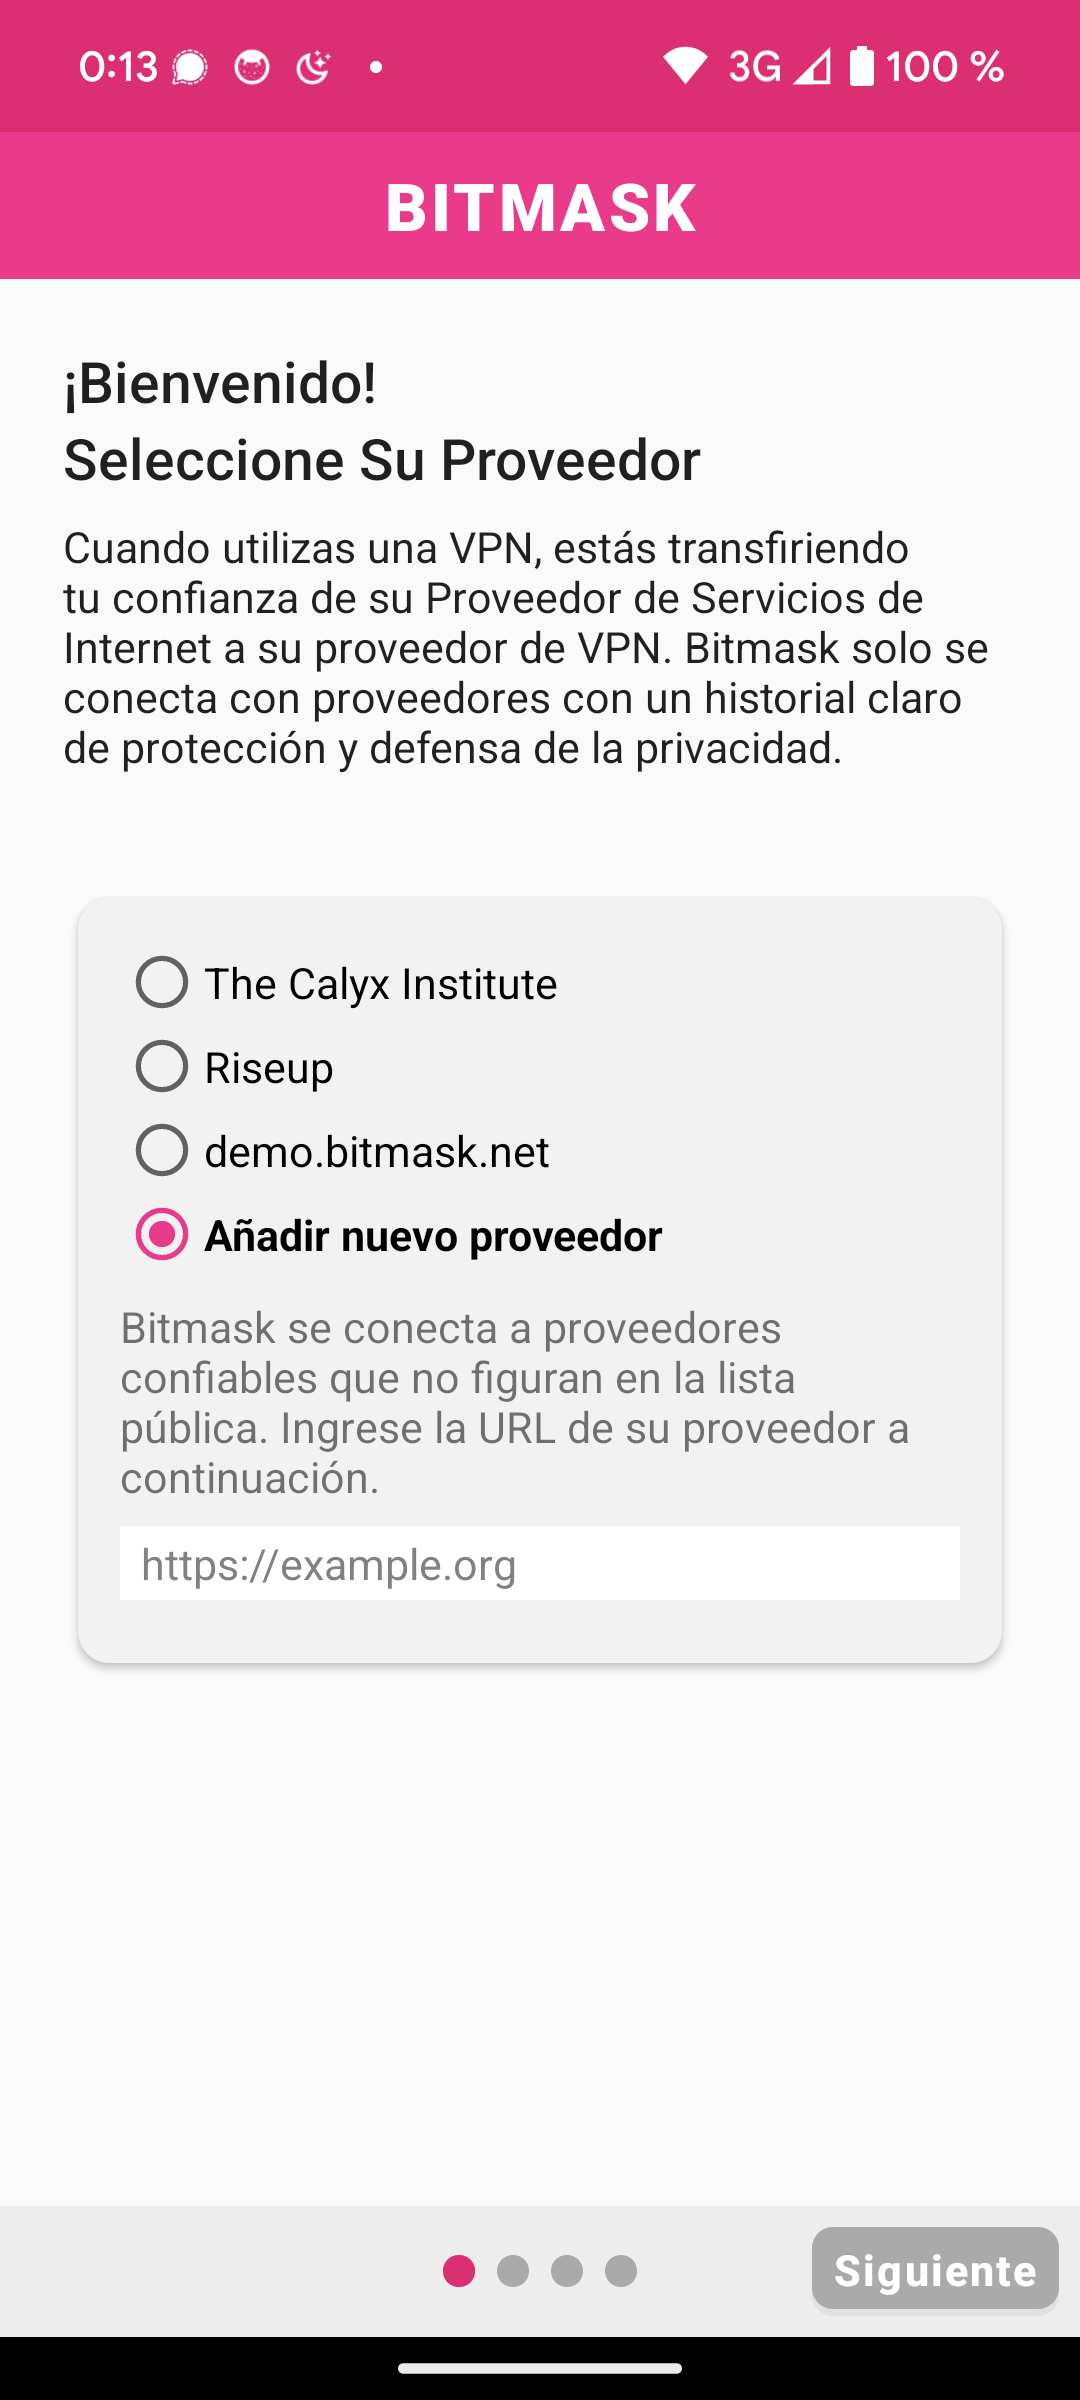 0:13
3G
100 %
BITMASK
¡Bienvenido!
Seleccione Su Proveedor
Cuando utilizas una VPN, estás transfiriendo
tu confianza de su Proveedor de Servicios de
Internet a su proveedor de VPN. Bitmask solo se
conecta con proveedores con un historial claro
de protección y defensa de la privacidad.
The Calyx Institute
Riseup
demo.bitmask.net
Añadir nuevo proveedor
Bitmask se conecta a proveedores
confiables que no figuran en la lista
pública. Ingrese la URL de su proveedor a
continuación.
https://example.org
Siguiente